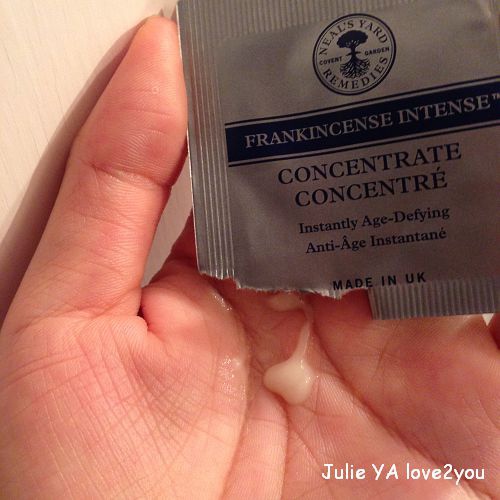 NEAL'S YARD
COVENT GARDEN
REMEDIES
FRANKINCENSE INTENSE™
CONCENTRATE
CONCENTRÉ
Instantly Age-Defying
Anti-Âge Instantané
MADE IN UK
Julie YA love2you